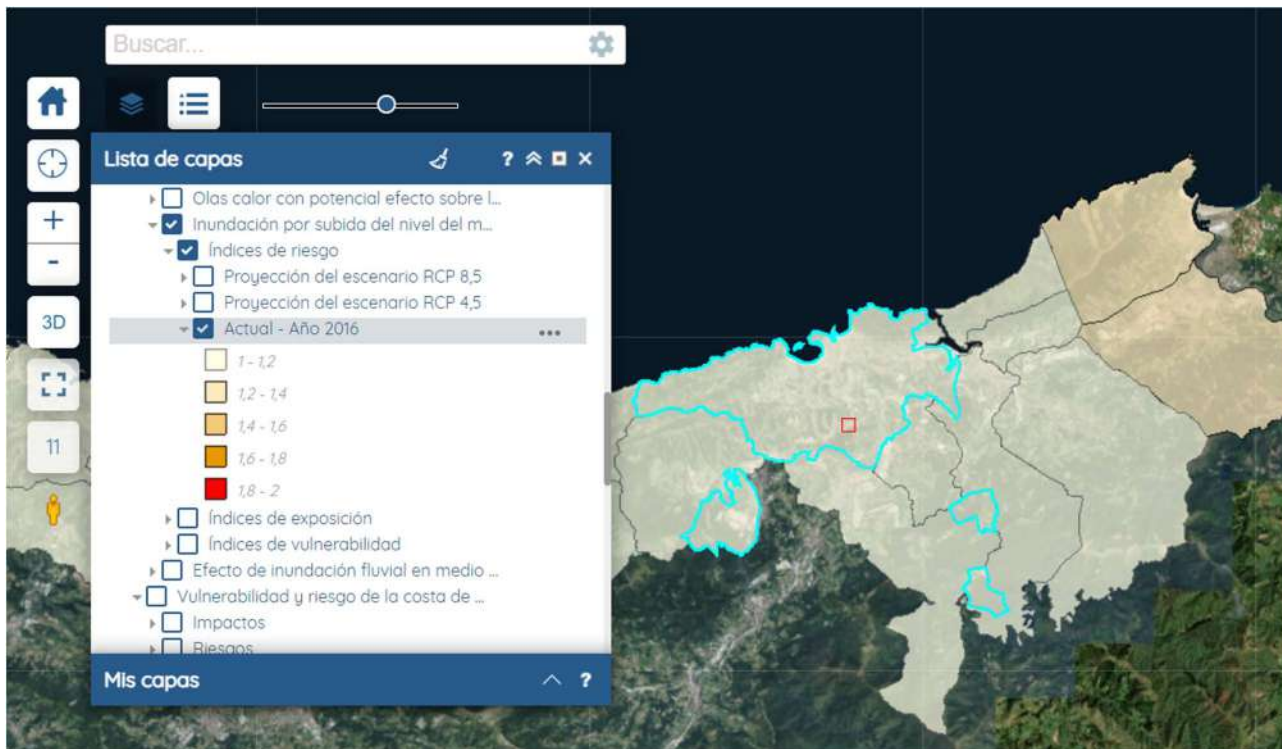 Buscar...
Lista de capas
?
Olas calor con potencial efecto sobre l...
Inundación por subida del nivel del m...
Índices de riesgo
Proyección del escenario RCP 8,5
Proyección del escenario RCP 4,5
Actual - Año 2016
1 - 1,2
1,2 - 1,4
1,4 - 1,6
1,6 - 1,8
1,8 - 2
Índices de exposición
Índices de vulnerabilidad
Efecto de inundación fluvial en medio ...
Vulnerabilidad y riesgo de la costa de ...
Impactos
Riesgos
Mis capas
?
+
-
3D
11